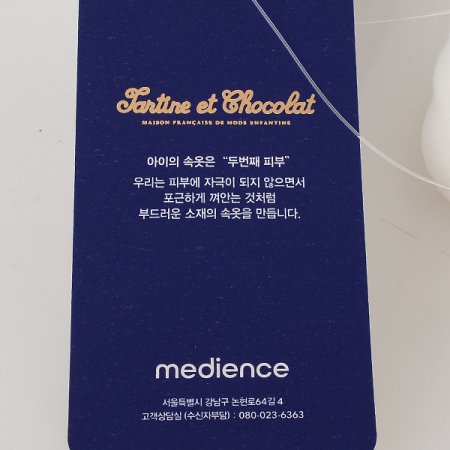 Tartine et Chocolat
MAISON FRANÇAISE DE MODE ENFANTINE
아이의 속옷은 “두번째 피부”
우리는 피부에 자극이 되지 않으면서
포근하게 껴안는 것처럼
부드러운 소재의 속옷을 만듭니다.
medience
서울특별시 강남구 논현로64길 4
고객상담실 (수신자부담) : 080-023-6363